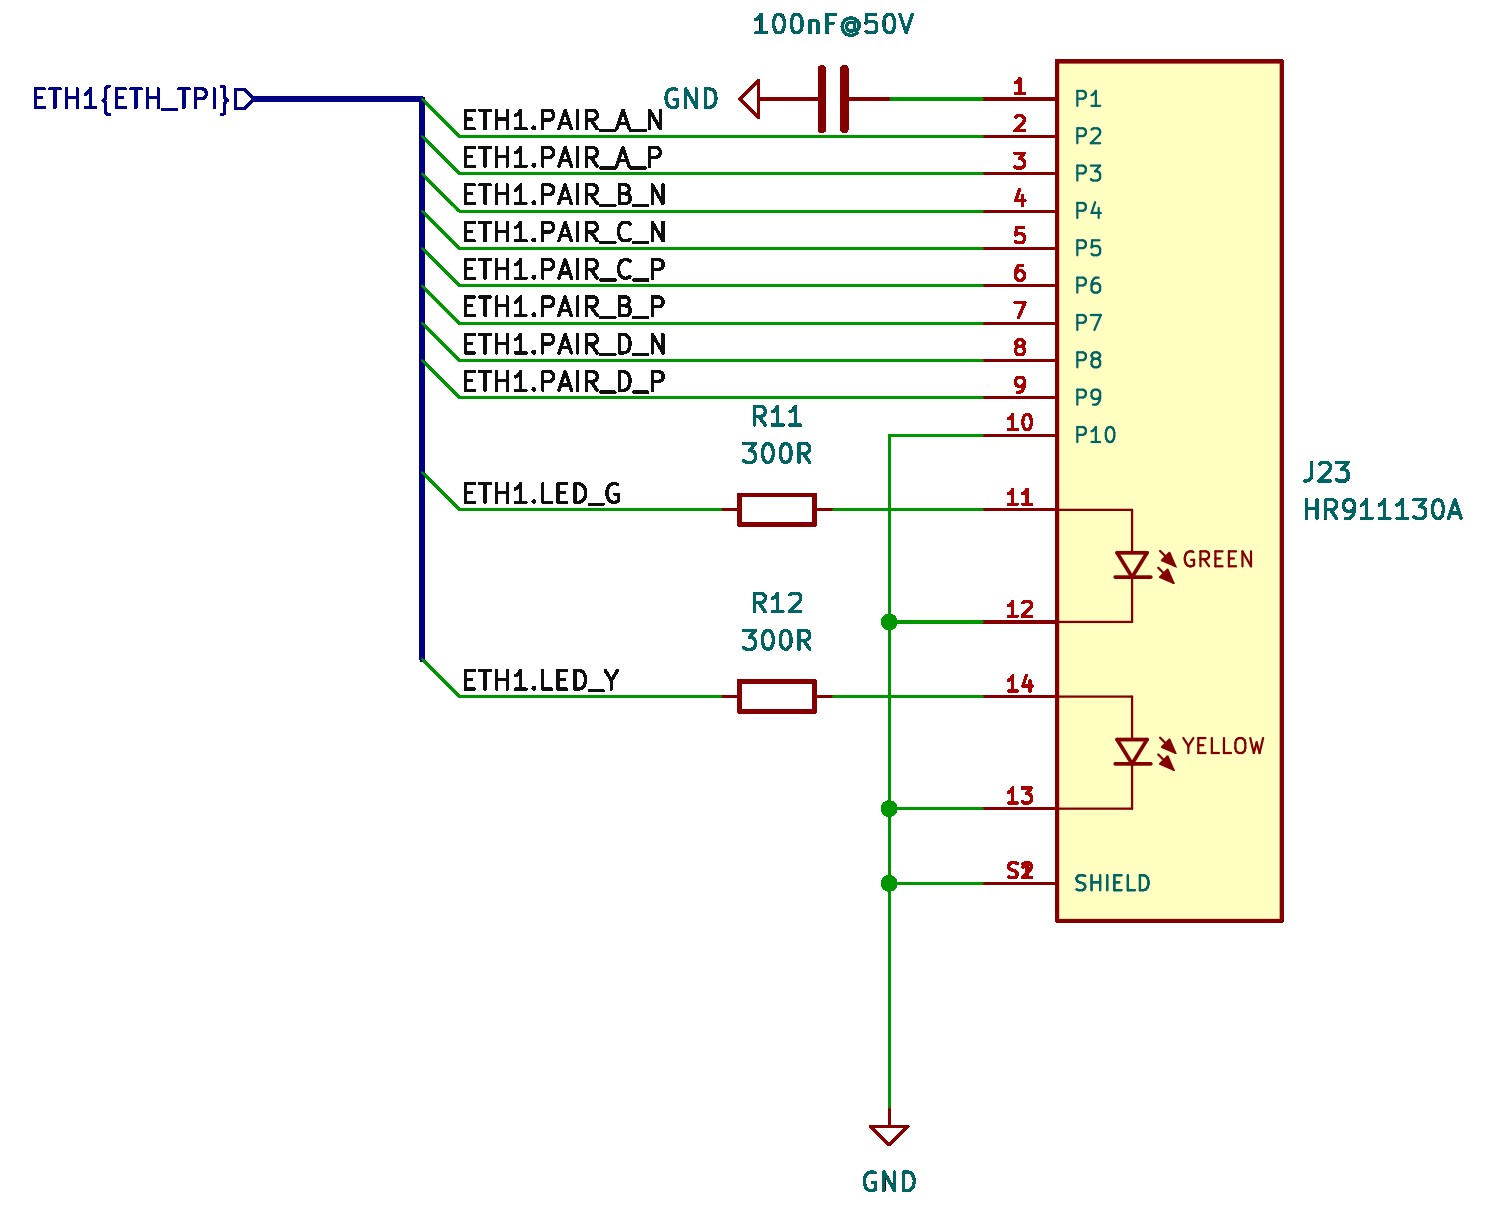 100nF@50V
ETH1{ETH_TPI}
GND
1
P1
ETH1.PAIR_A_N
2
P2
ETH1.PAIR_A_P
3
P3
ETH1.PAIR_B_N
4
P4
ETH1.PAIR_C_N
5
P5
ETH1.PAIR_C_P
6
P6
ETH1.PAIR_B_P
7
P7
ETH1.PAIR_D_N
8
P8
ETH1.PAIR_D_P
9
P9
R11
300R
10
P10
J23
HR911130A
ETH1.LED_G
11
GREEN
R12
300R
12
ETH1.LED_Y
14
YELLOW
13
SHIELD
GND